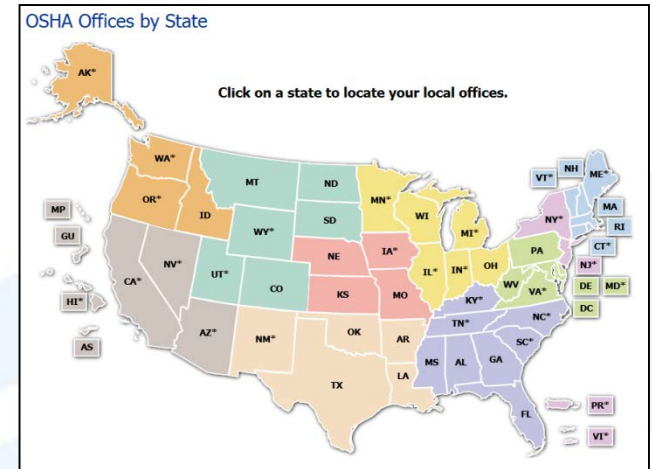 OSHA Offices by State
Click on a state to locate your local offices.
AK*
WA*
OR*
ID
MT
ND
MN*
WI
MI*
VT*
NH
ME*
MA
RI
CT*
NY*
NJ*
PA
WY*
SD
MP
GU
HI*
AS
CA*
NV*
UT*
CO
AZ*
NM*
NE
KS
IA*
MO
IL*
IN*
OH
WV
VA*
DE
MD*
DC
KY*
TN*
NC*
SC*
OK
AR
TX
LA
MS
AL
GA
FL
PR*
VI*